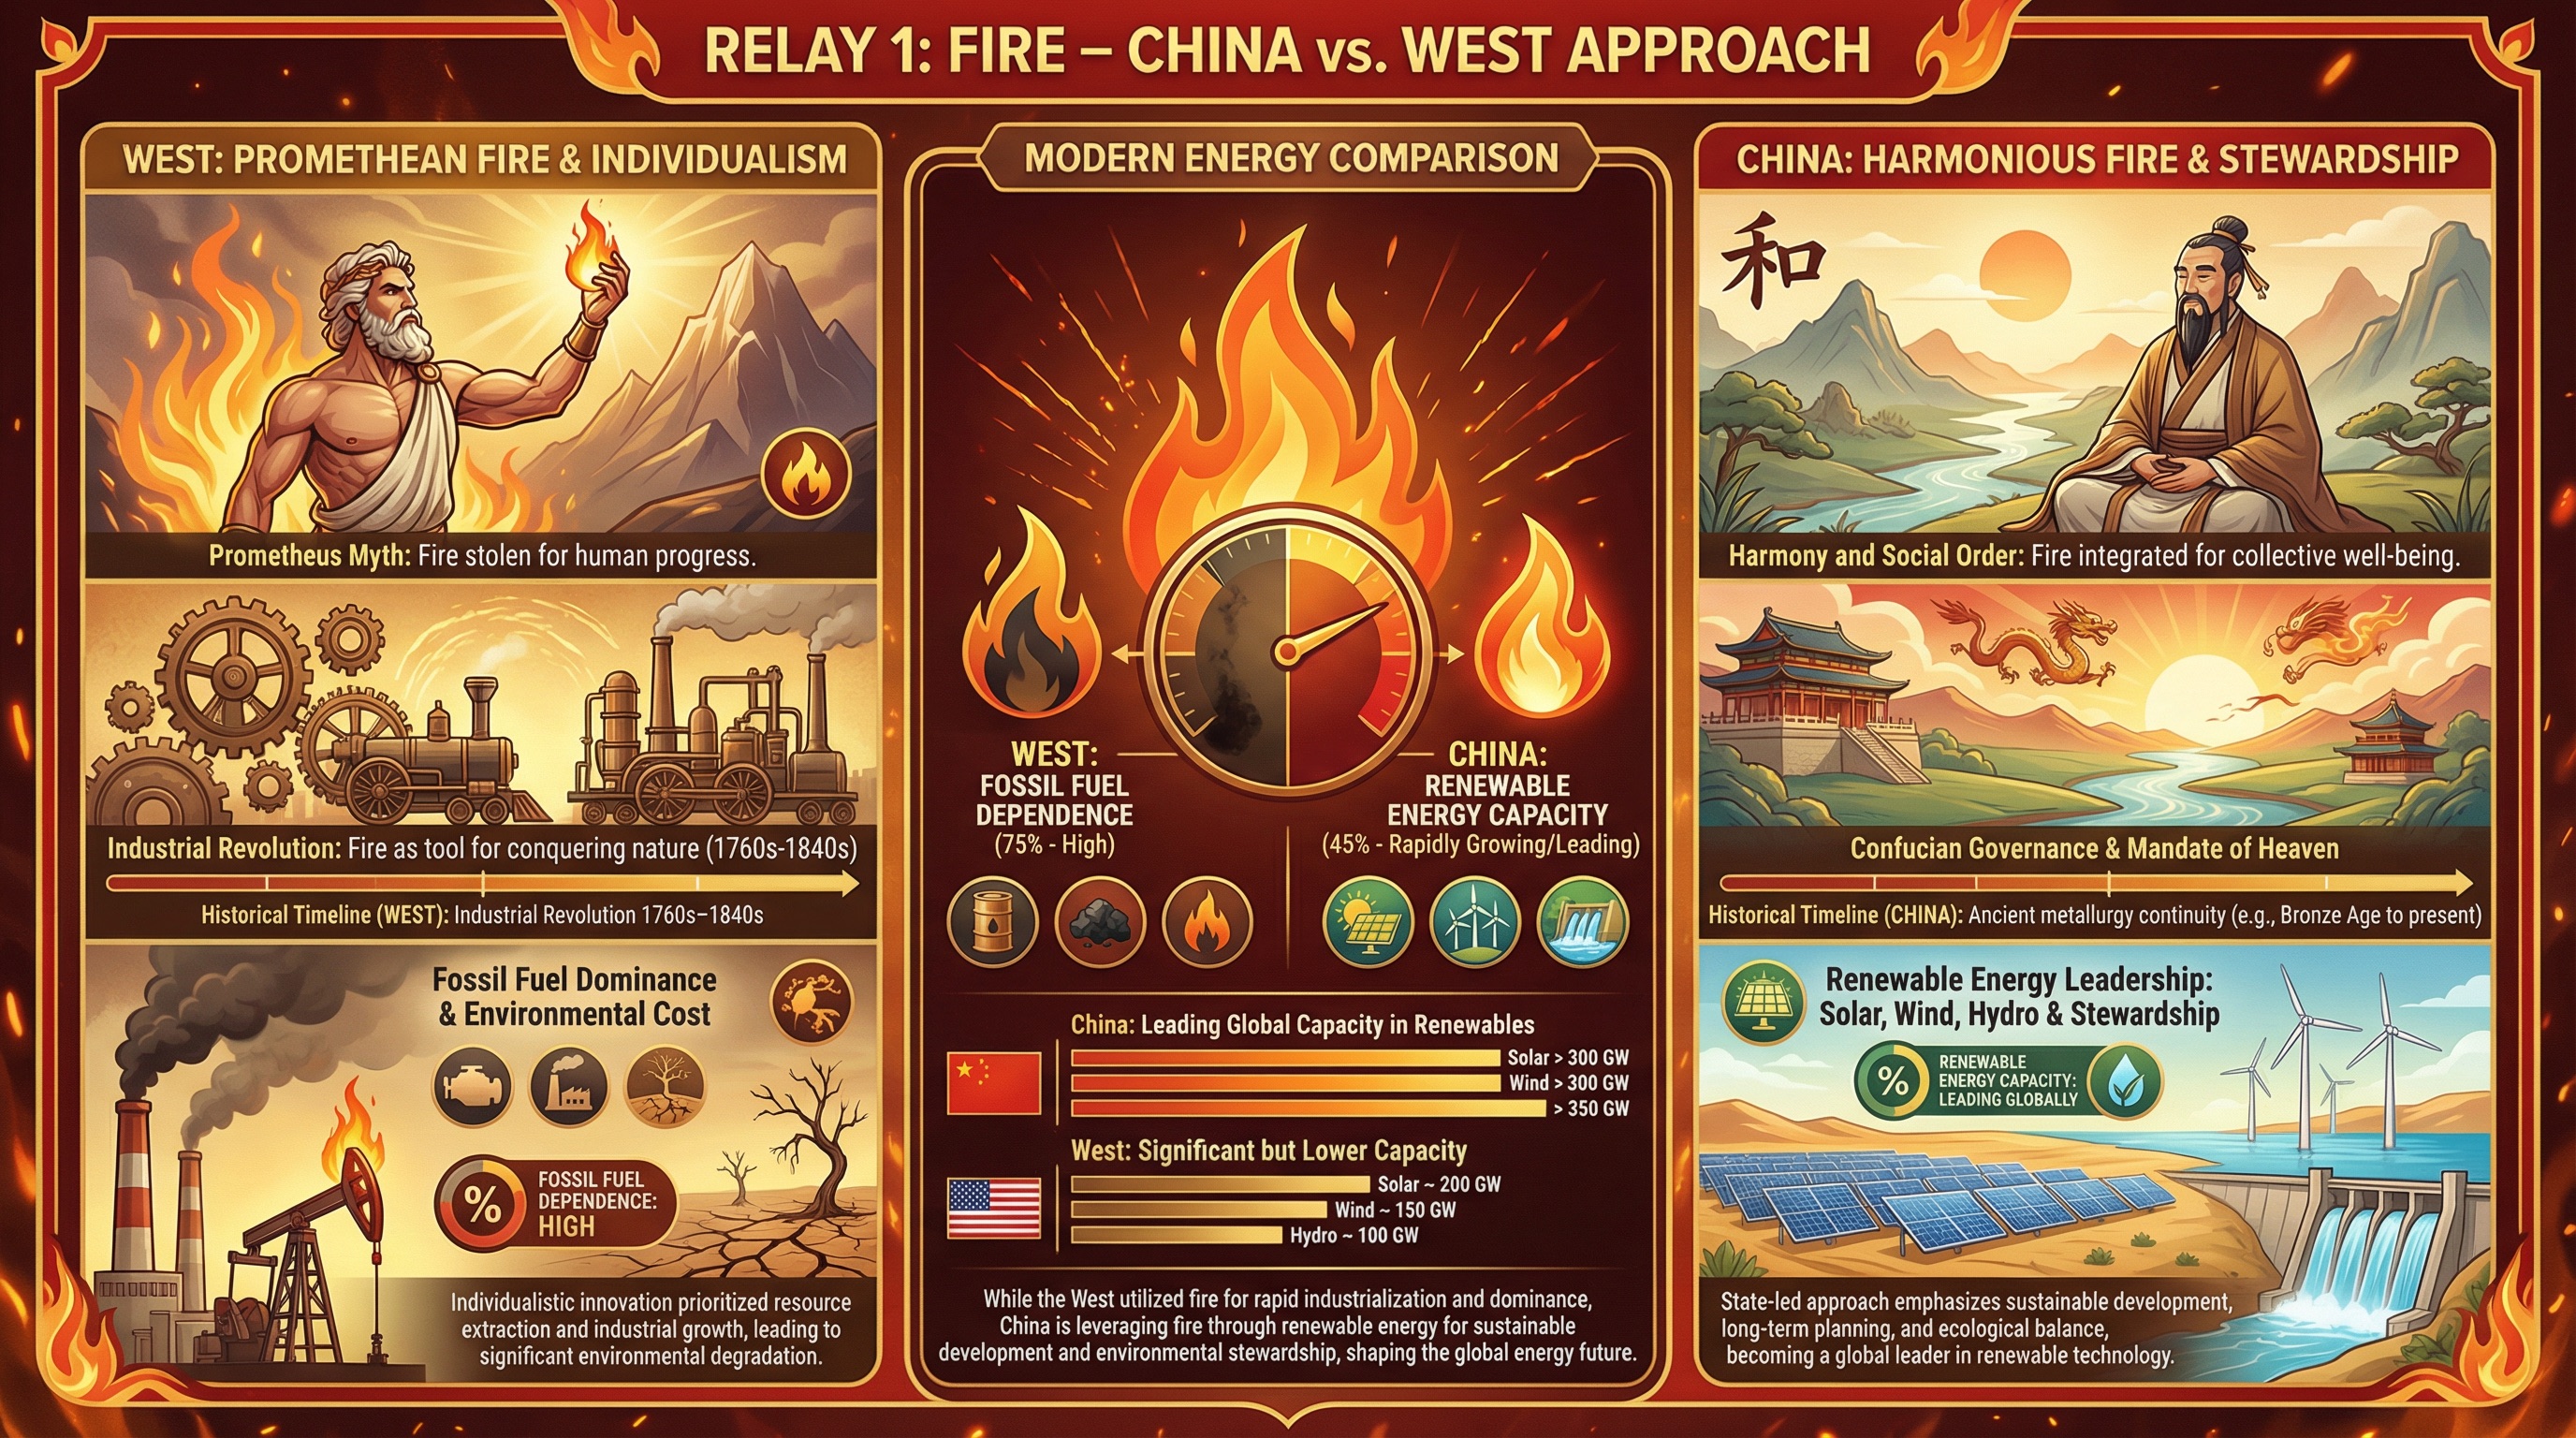 RELAY 1: FIRE – CHINA vs. WEST APPROACH
WEST: PROMETHEAN FIRE & INDIVIDUALISM
Prometheus Myth: Fire stolen for human progress.
Industrial Revolution: Fire as tool for conquering nature (1760s-1840s)
Historical Timeline (WEST): Industrial Revolution 1760s–1840s
Fossil Fuel Dominance
& Environmental Cost
%
FOSSIL FUEL
DEPENDENCE:
HIGH
Individualistic innovation prioritized resource
extraction and industrial growth, leading to
significant environmental degradation.
MODERN ENERGY COMPARISON
WEST:
FOSSIL FUEL
DEPENDENCE
(75% - High)
CHINA:
RENEWABLE
ENERGY CAPACITY
(45% - Rapidly Growing/Leading)
China: Leading Global Capacity in Renewables
Solar > 300 GW
Wind > 300 GW
> 350 GW
West: Significant but Lower Capacity
Solar ~ 200 GW
Wind ~ 150 GW
Hydro ~ 100 GW
While the West utilized fire for rapid industrialization and dominance,
China is leveraging fire through renewable energy for sustainable
development and environmental stewardship, shaping the global energy future.
CHINA: HARMONIOUS FIRE & STEWARDSHIP
和
Harmony and Social Order: Fire integrated for collective well-being.
Confucian Governance & Mandate of Heaven
Historical Timeline (CHINA): Ancient metallurgy continuity (e.g., Bronze Age to present)
Renewable Energy Leadership:
Solar, Wind, Hydro & Stewardship
%
RENEWABLE
ENERGY CAPACITY:
LEADING GLOBALLY
State-led approach emphasizes sustainable development,
long-term planning, and ecological balance,
becoming a global leader in renewable technology.